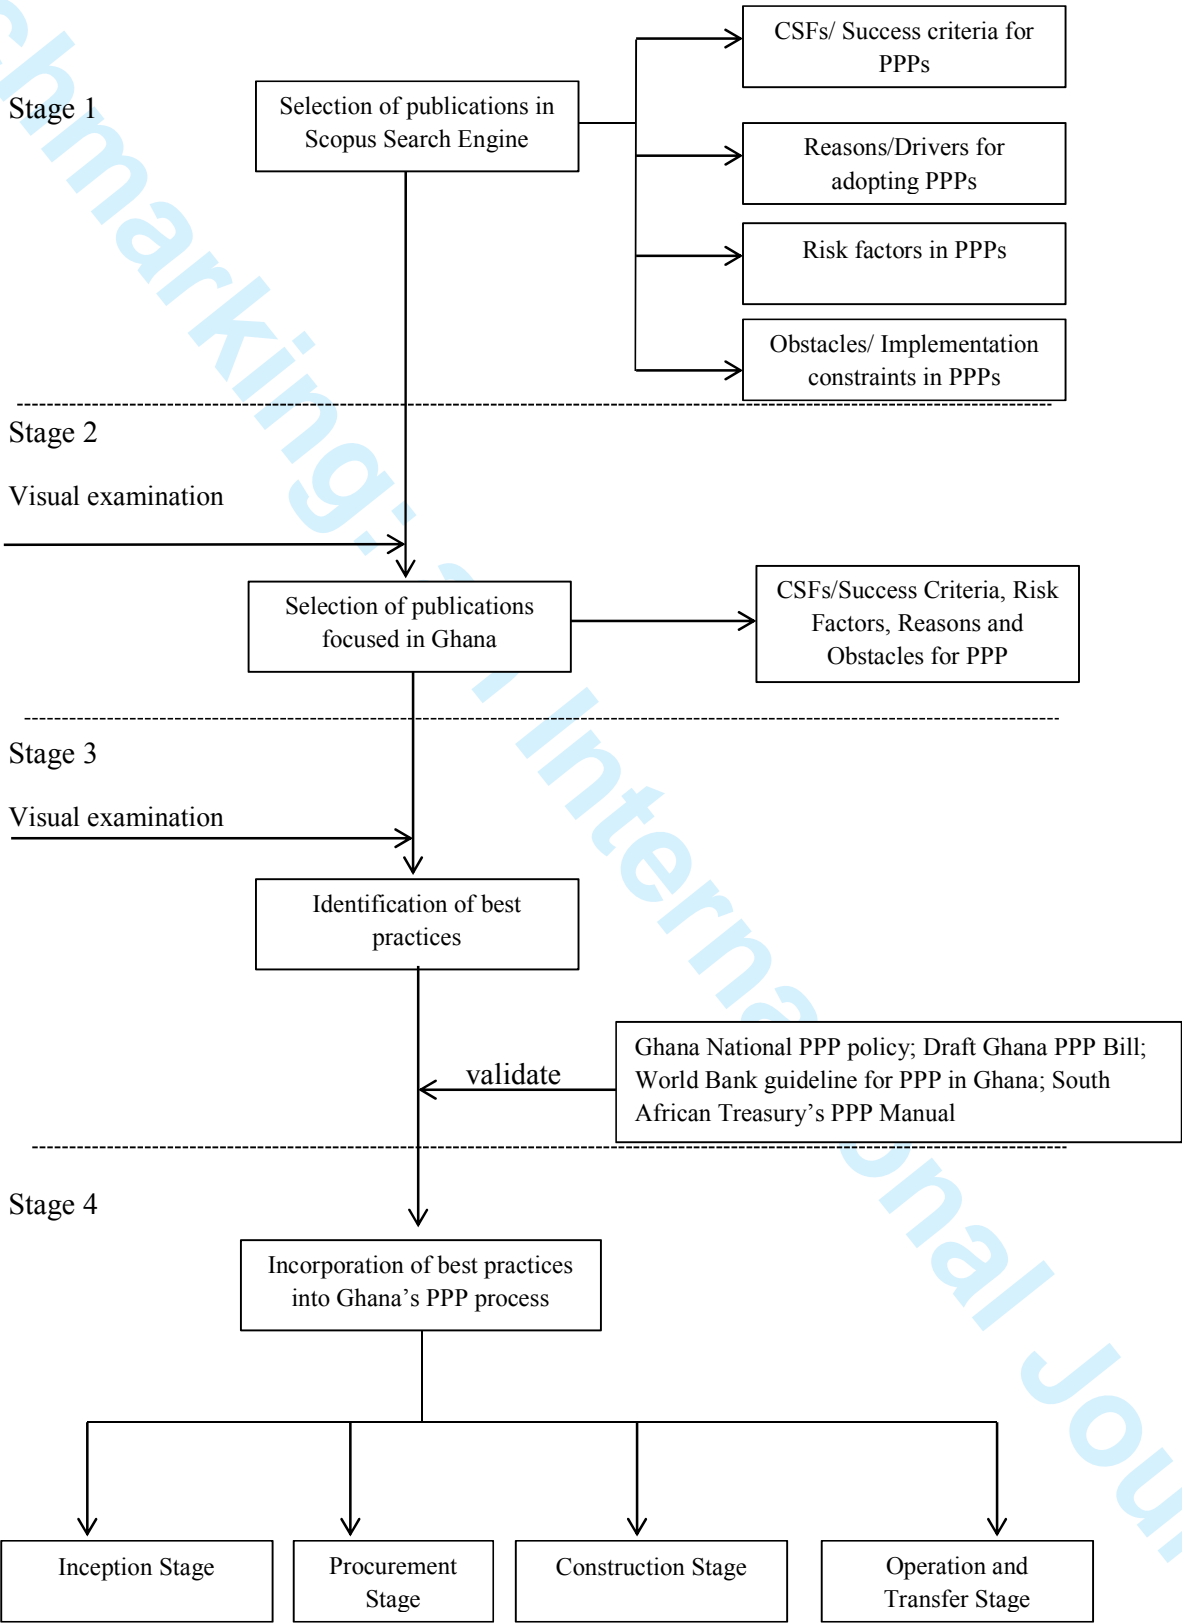 CSFs/ Success criteria for
PPPs
Stage 1
Selection of publications in
Scopus Search Engine
Reasons/Drivers for
adopting PPPs
Risk factors in PPPs
Obstacles/ Implementation
constraints in PPPs
Stage 2
Visual examination
Selection of publications
focused in Ghana
CSFs/Success Criteria, Risk
Factors, Reasons and
Obstacles for PPP
Stage 3
Visual examination
Identification of best
practices
validate
Ghana National PPP policy; Draft Ghana PPP Bill;
World Bank guideline for PPP in Ghana; South
African Treasury's PPP Manual
Stage 4
Incorporation of best practices
into Ghana's PPP process
Inception Stage
Procurement
Stage
Construction Stage
Operation and
Transfer Stage
chmarking: an International Jour